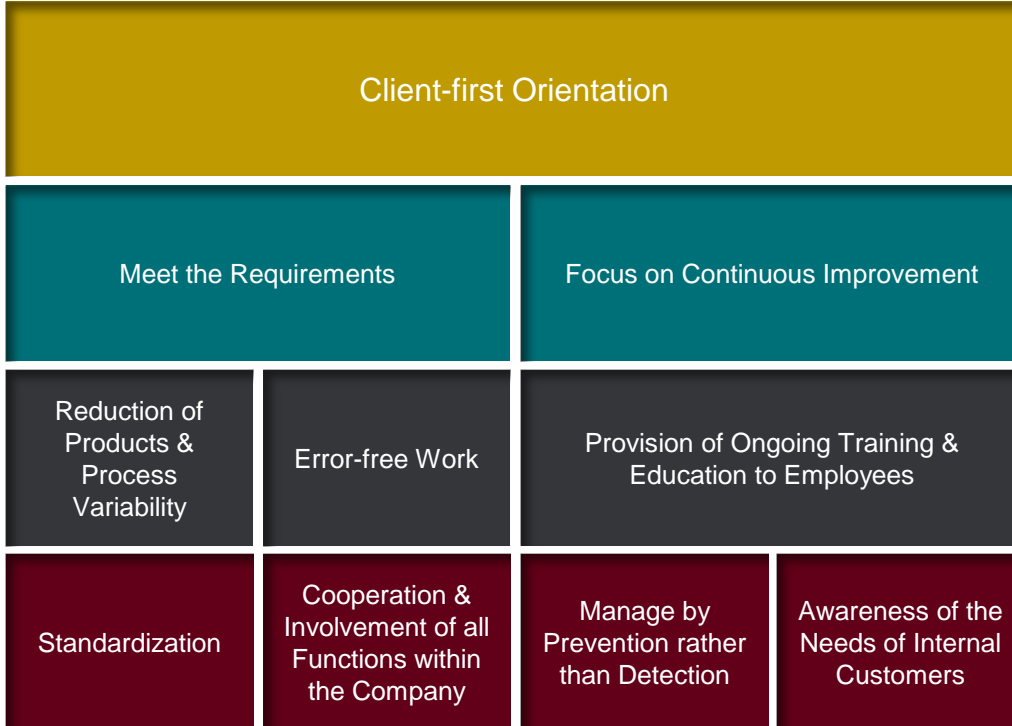 Client-first Orientation
Meet the Requirements
Focus on Continuous Improvement
Reduction of
Products &
Process
Variability
Error-free Work
Provision of Ongoing Training &
Education to Employees
Standardization
Cooperation &
Involvement of all
Functions within
the Company
Manage by
Prevention rather
than Detection
Awareness of the
Needs of Internal
Customers